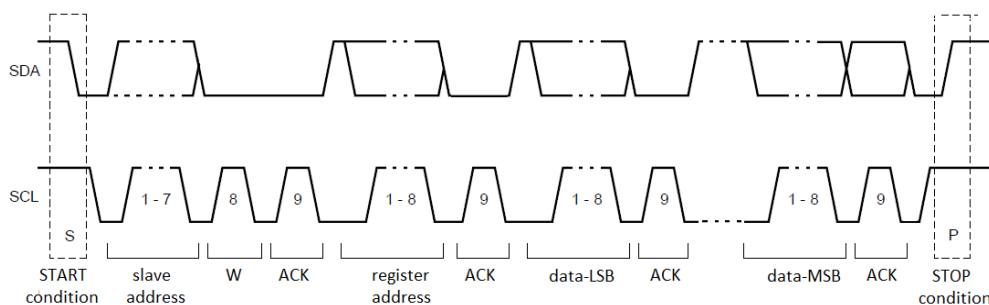 SDA
SCL
1 - 7 8 9 1 - 8 9 1 - 8 9 1 - 8 9
S P
START slave W ACK register ACK data-LSB ACK data-MSB ACK STOP
condition address address condition